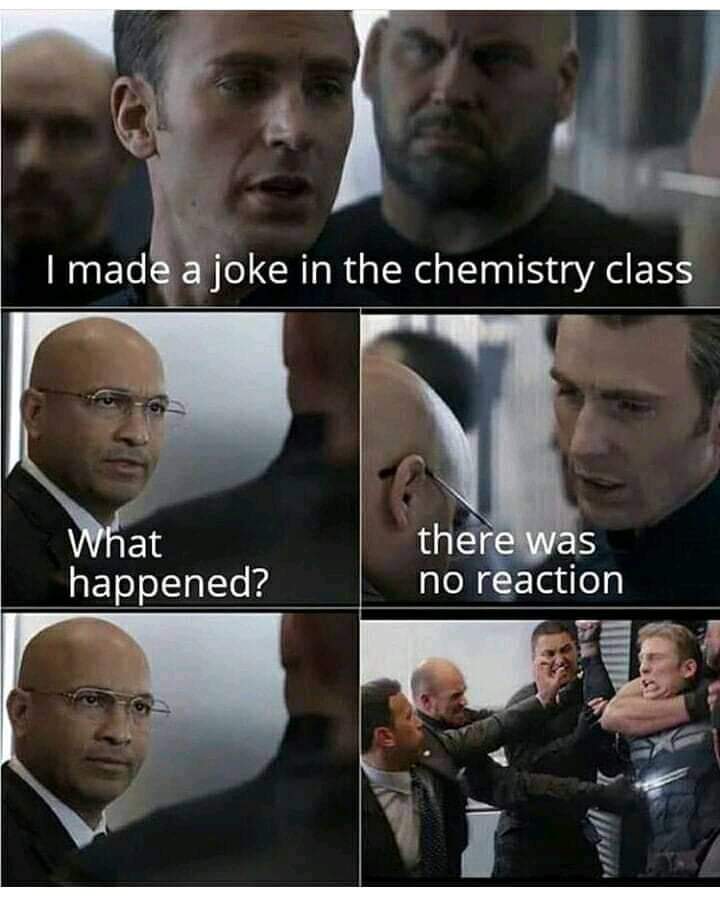 I made a joke in the chemistry class
What
happened?
there was
no reaction